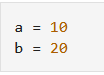 a = 10
b = 20